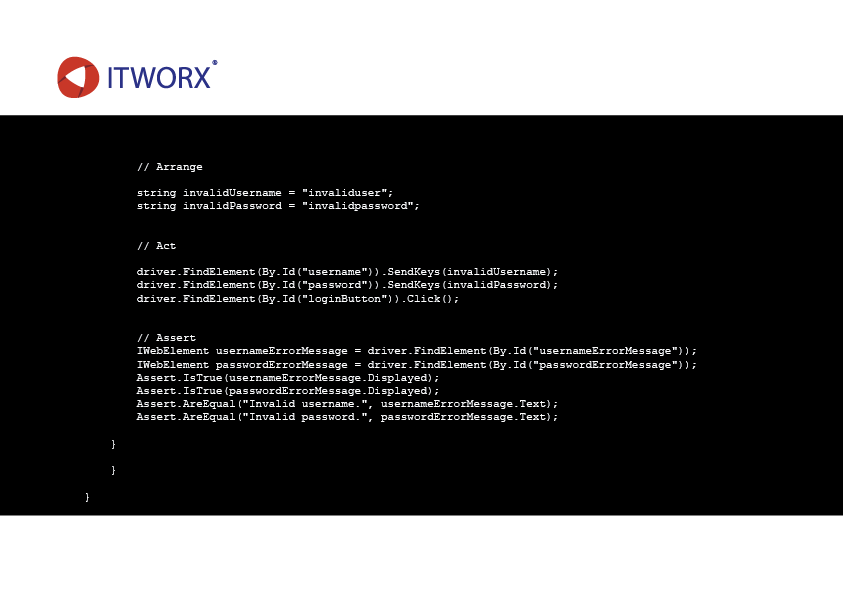 ITWORX®
// Arrange
string invalidUsername = "invaliduser";
string invalidPassword = "invalidpassword";
// Act
driver.FindElement(By.Id("username")).SendKeys(invalidUsername);
driver.FindElement(By.Id("password")).SendKeys(invalidPassword);
driver.FindElement(By.Id("loginButton")).Click();
// Assert
IWebElement usernameErrorMessage = driver.FindElement(By.Id("usernameErrorMessage"));
IWebElement passwordErrorMessage = driver.FindElement(By.Id("passwordErrorMessage"));
Assert.IsTrue(usernameErrorMessage.Displayed);
Assert.IsTrue(passwordErrorMessage.Displayed);
Assert.AreEqual("Invalid username.", usernameErrorMessage.Text);
Assert.AreEqual("Invalid password.", passwordErrorMessage.Text);
}
}
}